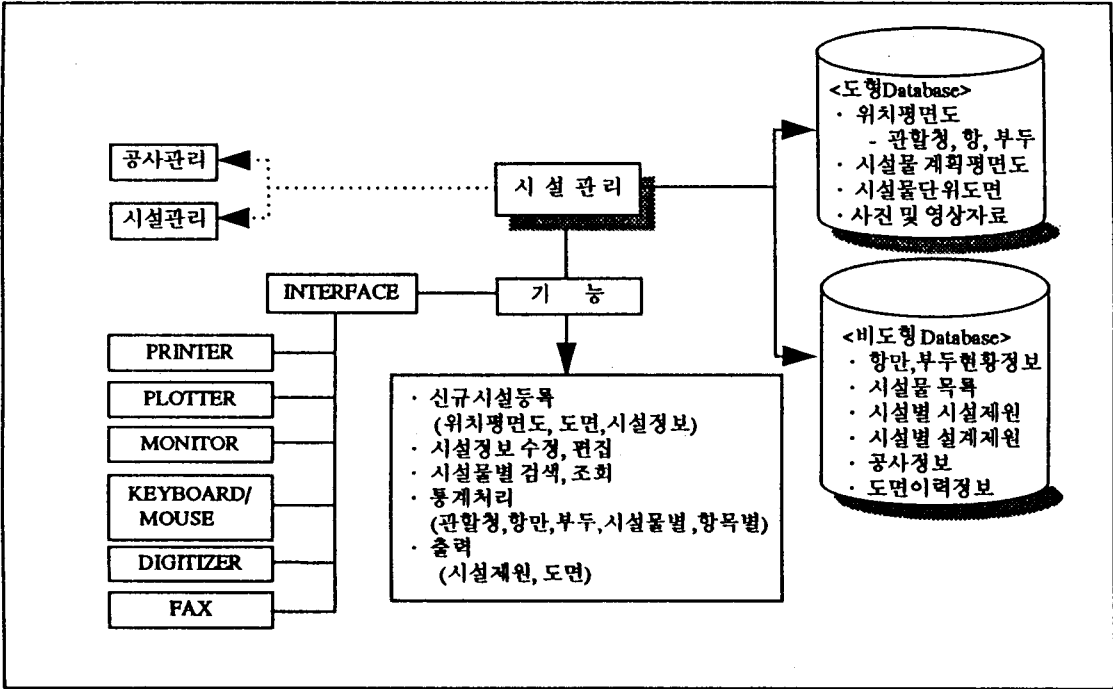 공사관리
시설관리
시 설 관 리
기 능
INTERFACE
PRINTER
PLOTTER
MONITOR
KEYBOARD/
MOUSE
DIGITIZER
FAX
· 신규시설등록
(위치평면도, 도면,시설정보)
· 시설정보 수정, 편집
· 시설물별 검색, 조회
· 통계처리
(관할청,항만,부두,시설물별,항목별)
· 출력
(시설재원, 도면)
<도형Database>
· 위치평면도
- 관할청, 항, 부두
· 시설물 계획평면도
· 시설물단위도면
· 사진 및 영상자료
<비도형Database>
· 항만,부두현황정보
· 시설물 목록
· 시설별 시설제원
· 시설별 설계제원
· 공사정보
· 도면이력정보